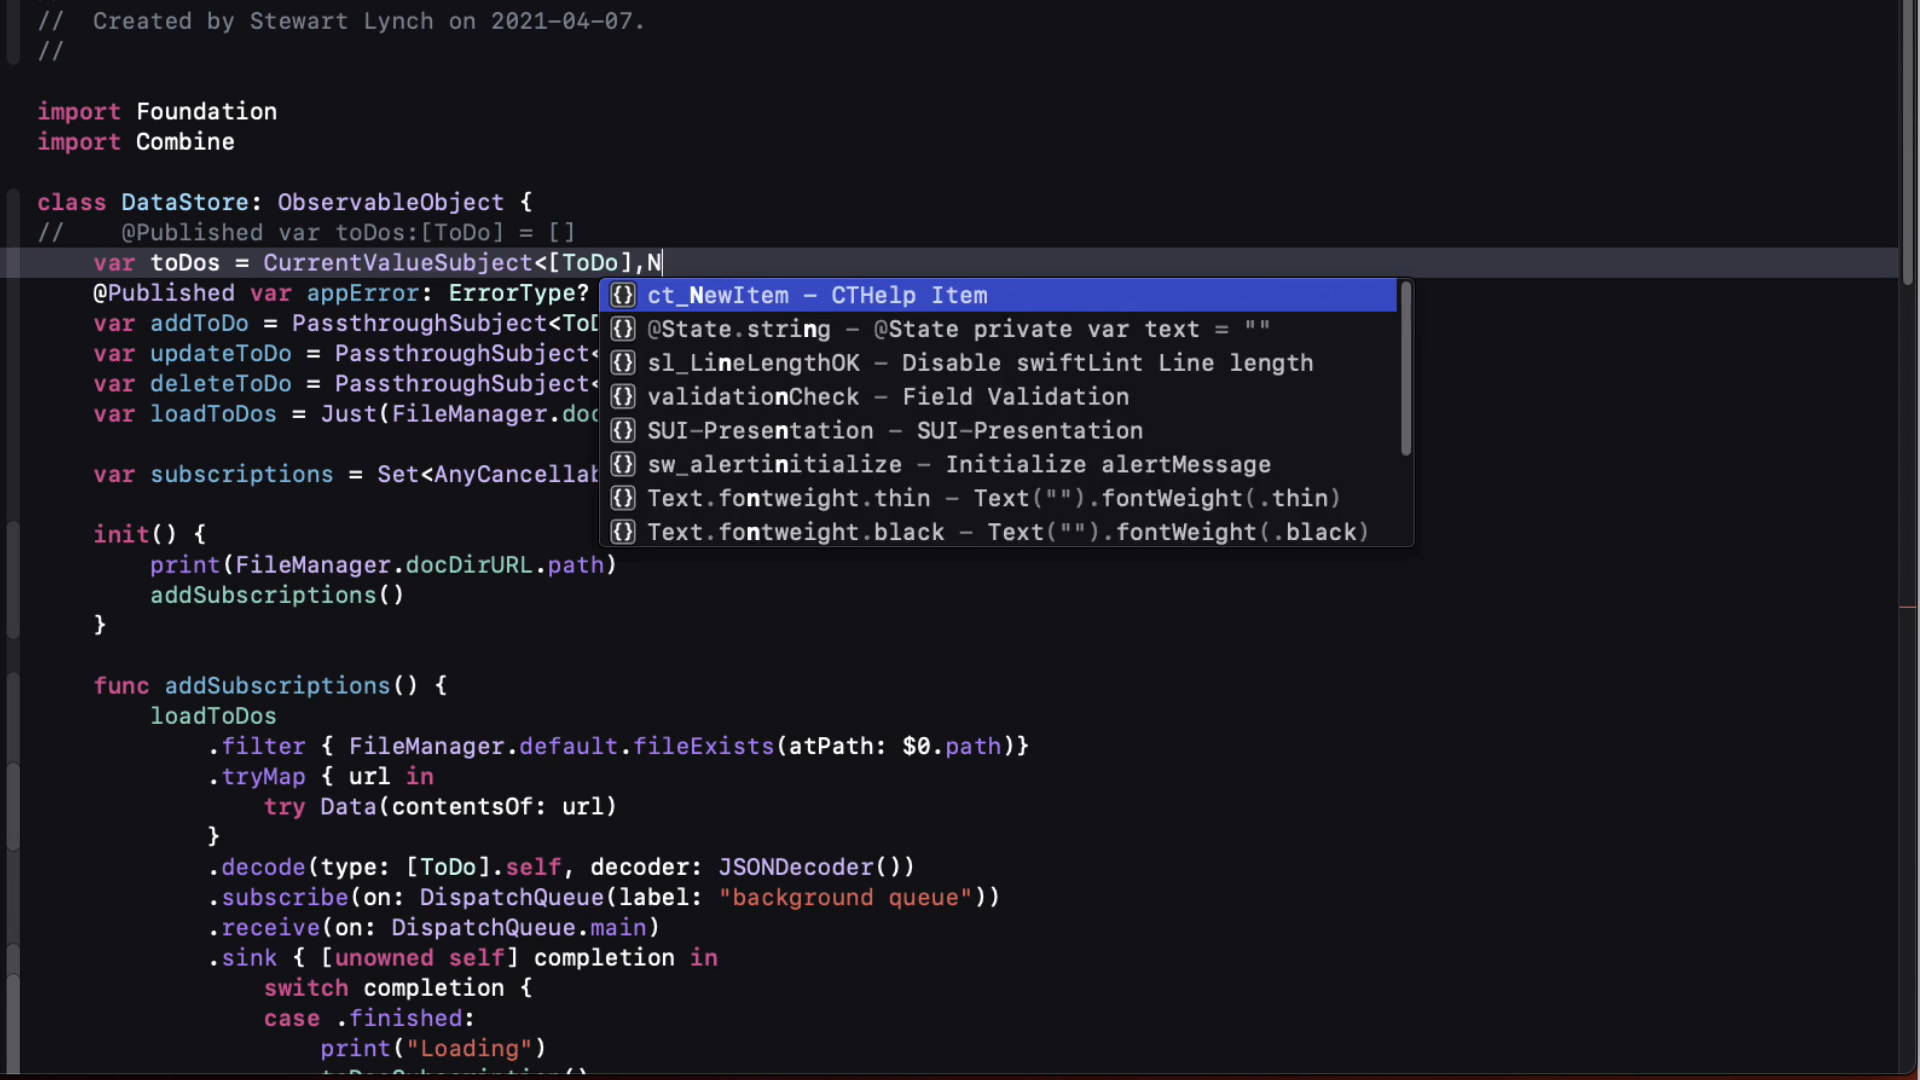 //  Created by Stewart Lynch on 2021-04-07.
//
import Foundation
import Combine
class DataStore: ObservableObject {
//    @Published var toDos:[ToDo] = []
    var toDos = CurrentValueSubject<[ToDo],N
    @Published var appError: ErrorType?
    var addToDo = PassthroughSubject<ToD
    var updateToDo = PassthroughSubject<
    var deleteToDo = PassthroughSubject<
    var loadToDos = Just(FileManager.doc
    var subscriptions = Set<AnyCancellab
{} ct_NewItem – CTHelp Item
{} @State.string – @State private var text = ""
{} sl_LineLengthOK – Disable swiftLint Line length
{} validationCheck – Field Validation
{} SUI-Presentation – SUI-Presentation
{} sw_alertinitialize – Initialize alertMessage
{} Text.fontweight.thin – Text("").fontWeight(.thin)
{} Text.fontweight.black – Text("").fontWeight(.black)
    init() {
        print(FileManager.docDirURL.path)
        addSubscriptions()
    }
    func addSubscriptions() {
        loadToDos
            .filter { FileManager.default.fileExists(atPath: $0.path)}
            .tryMap { url in
                try Data(contentsOf: url)
            }
            .decode(type: [ToDo].self, decoder: JSONDecoder())
            .subscribe(on: DispatchQueue(label: "background queue"))
            .receive(on: DispatchQueue.main)
            .sink { [unowned self] completion in
                switch completion {
                case .finished:
                    print("Loading")